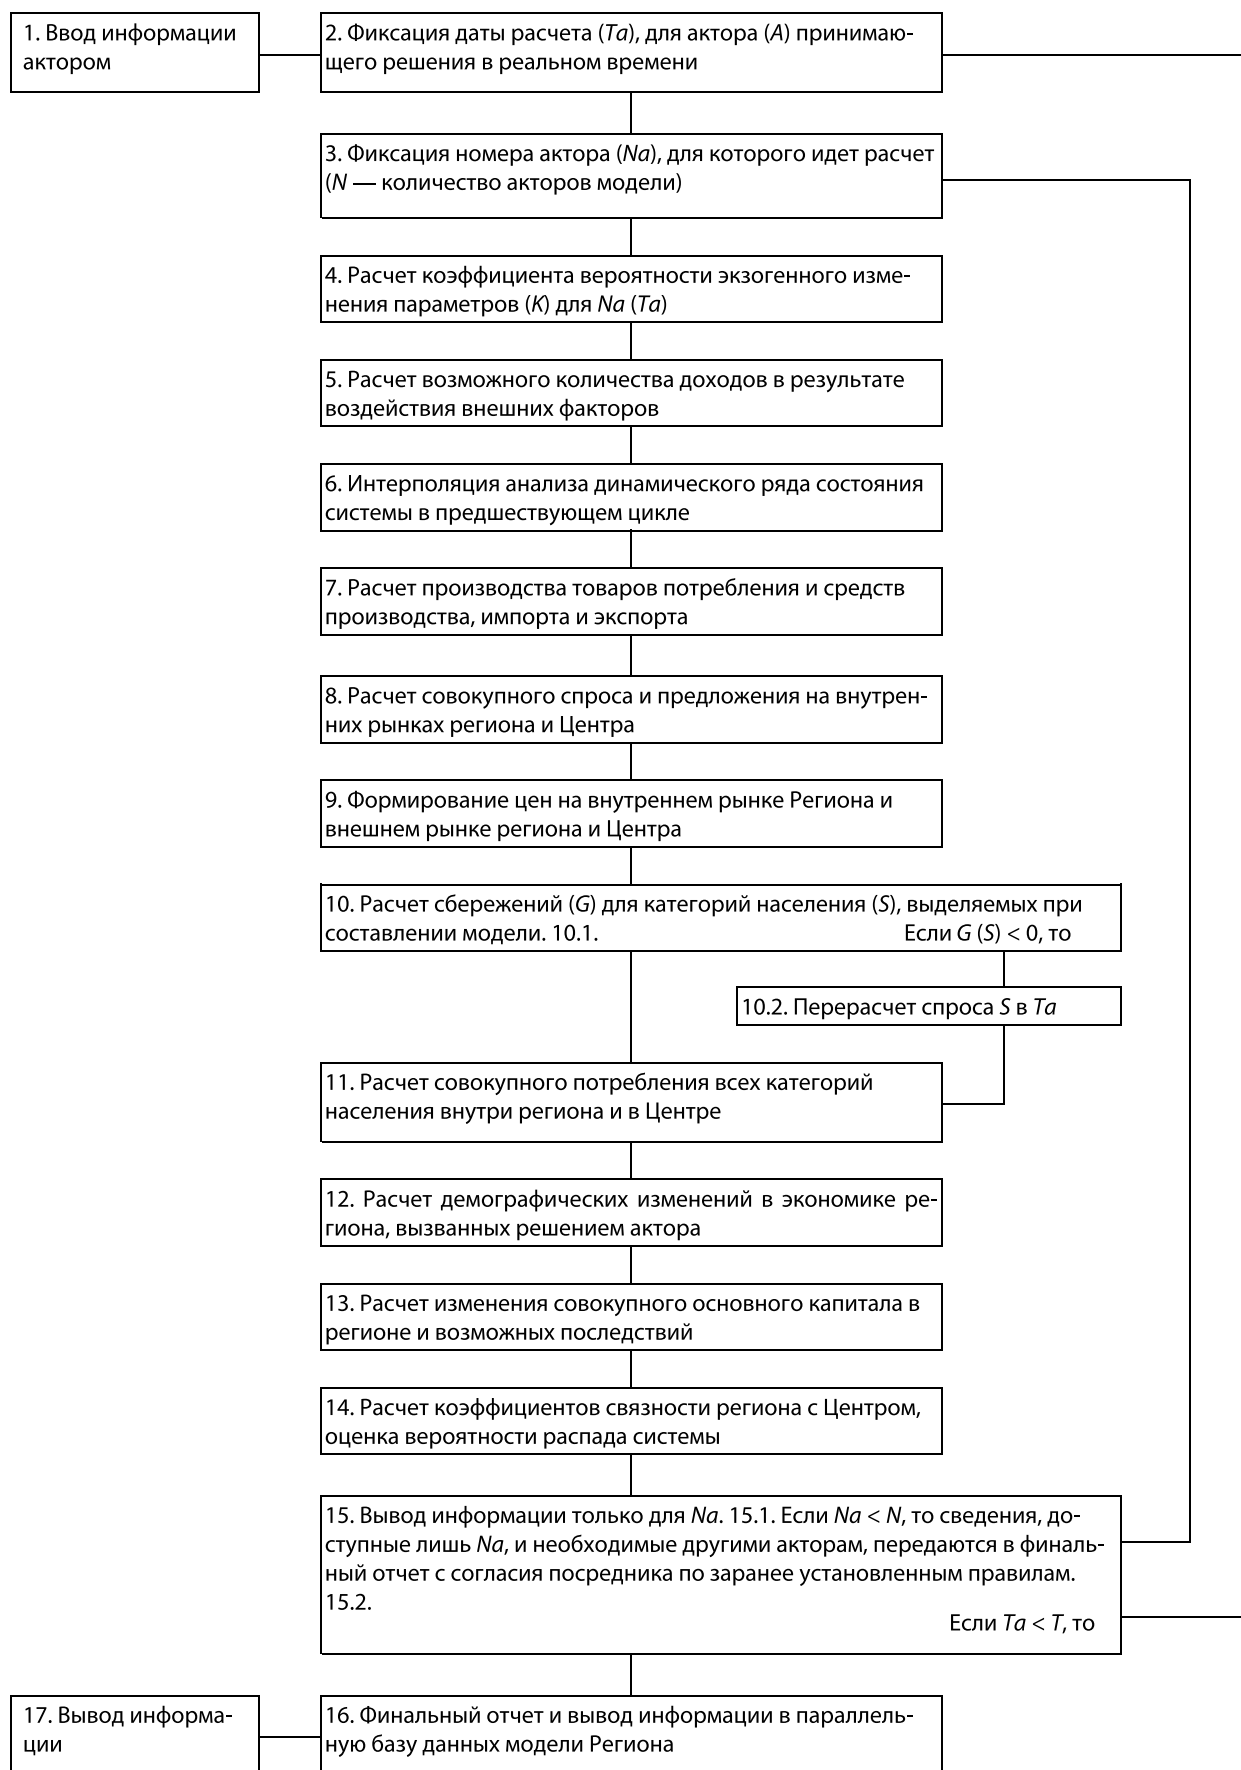 1. Ввод информации
актором
2. Фиксация даты расчета (Ta), для актора (A) принимаю-
щего решения в реальном времени
3. Фиксация номера актора (Na), для которого идет расчет
(N — количество акторов модели)
4. Расчет коэффициента вероятности экзогенного изме-
нения параметров (K) для Na (Ta)
5. Расчет возможного количества доходов в результате
воздействия внешних факторов
6. Интерполяция анализа динамического ряда состояния
системы в предшествующем цикле
7. Расчет производства товаров потребления и средств
производства, импорта и экспорта
8. Расчет совокупного спроса и предложения на внутрен-
них рынках региона и Центра
9. Формирование цен на внутреннем рынке Региона и
внешнем рынке региона и Центра
10. Расчет сбережений (G) для категорий населения (S), выделяемых при
составлении модели. 10.1. Если G (S) < 0, то
10.2. Перерасчет спроса S в Ta
11. Расчет совокупного потребления всех категорий
населения внутри региона и в Центре
12. Расчет демографических изменений в экономике ре-
гиона, вызванных решением актора
13. Расчет изменения совокупного основного капитала в
регионе и возможных последствий
14. Расчет коэффициентов связности региона с Центром,
оценка вероятности распада системы
15. Вывод информации только для Na. 15.1. Если Na < N, то сведения, до-
ступные лишь Na, и необходимые другими акторам, передаются в финаль-
ный отчет с согласия посредника по заранее установленным правилам.
15.2.
Если Ta < T, то
17. Вывод информа-
ции
16. Финальный отчет и вывод информации в параллель-
ную базу данных модели Региона